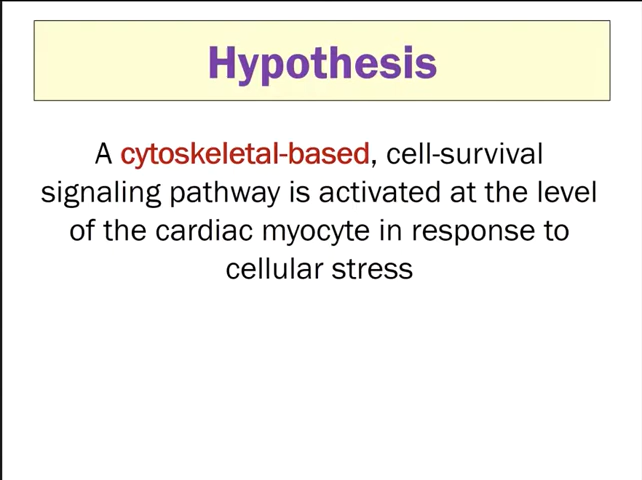 Hypothesis
A cytoskeletal-based, cell-survival
signaling pathway is activated at the level
of the cardiac myocyte in response to
cellular stress